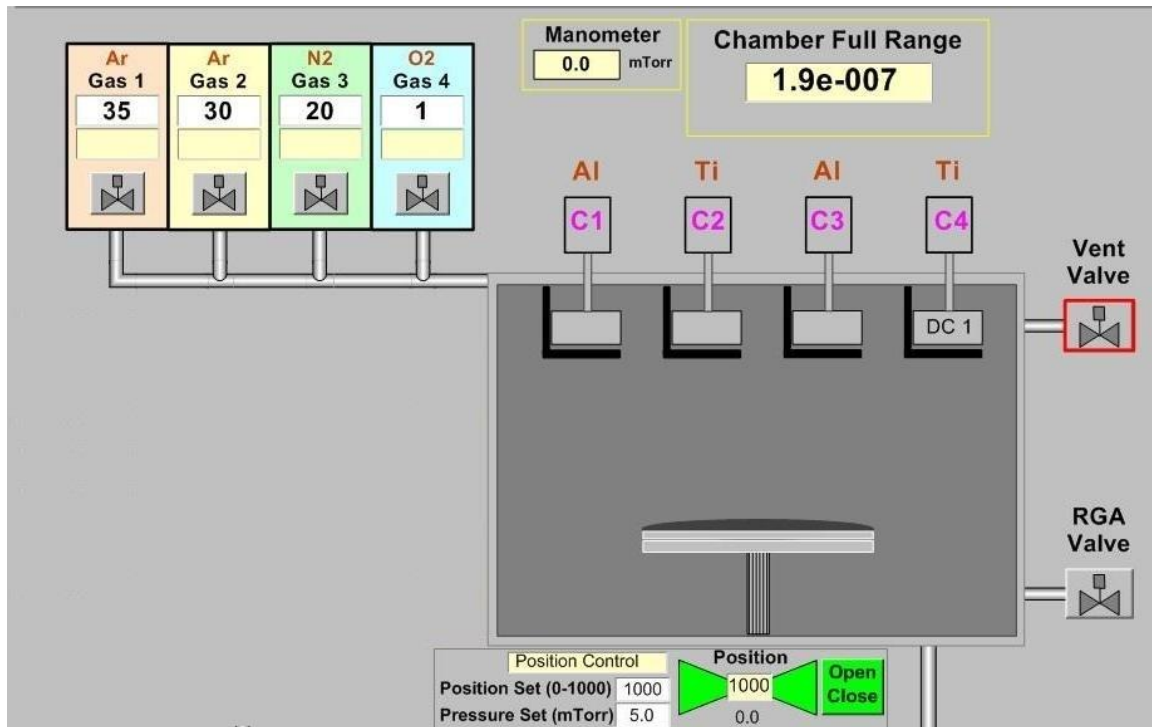 Ar Ar N2 O2
Gas 1 Gas 2 Gas 3 Gas 4
35 30 20 1
Manometer
0.0 mTorr
Chamber Full Range
1.9e-007
Al Ti Al Ti
C1 C2 C3 C4
DC 1
Vent
Valve
RGA
Valve
Position Control
Position Set (0-1000) 1000
Pressure Set (mTorr) 5.0
Position
1000
0.0
Open
Close